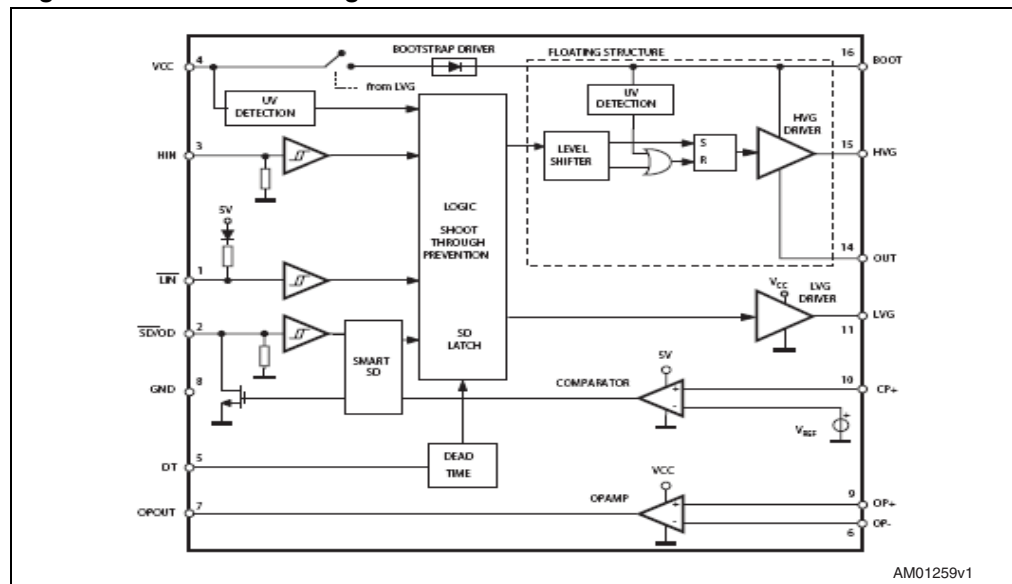 BOOTSTRAP DRIVER
FLOATING STRUCTURE
16
BOOT
VCC
4
from LVG
UV
DETECTION
UV
DETECTION
HVG
DRIVER
HIN
3
LEVEL
SHIFTER
S
R
15
HVG
5V
LOGIC
SHOOT
THROUGH
PREVENTION
14
OUT
LIN
1
VCC
LVG
DRIVER
LVG
11
SD/OD
2
SD
LATCH
SMART
SD
5V
GND
8
COMPARATOR
+
-
10
CP+
+
VREF
DEAD
TIME
DT
5
VCC
OPAMP
+
-
9
OP+
OPOUT
7
OP-
6
AM01259v1